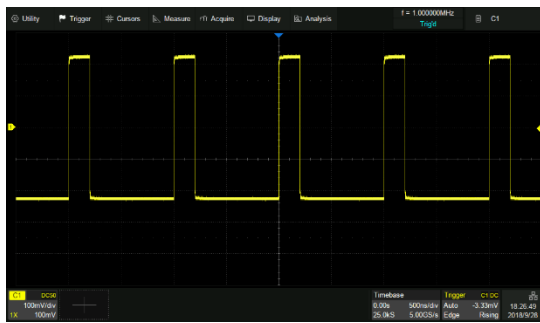 Utility Trigger Cursors Measure Acquire Display Analysis f = 1.000000MHz C1
Trig'd
C1 DC50 Timebase Trigger C1 DC
100mV/div 0.00s 500ns/div Auto -3.33mV 18:26:49
1X 100mV 25.0kS 5.00GS/s Edge Rising 2018/9/28